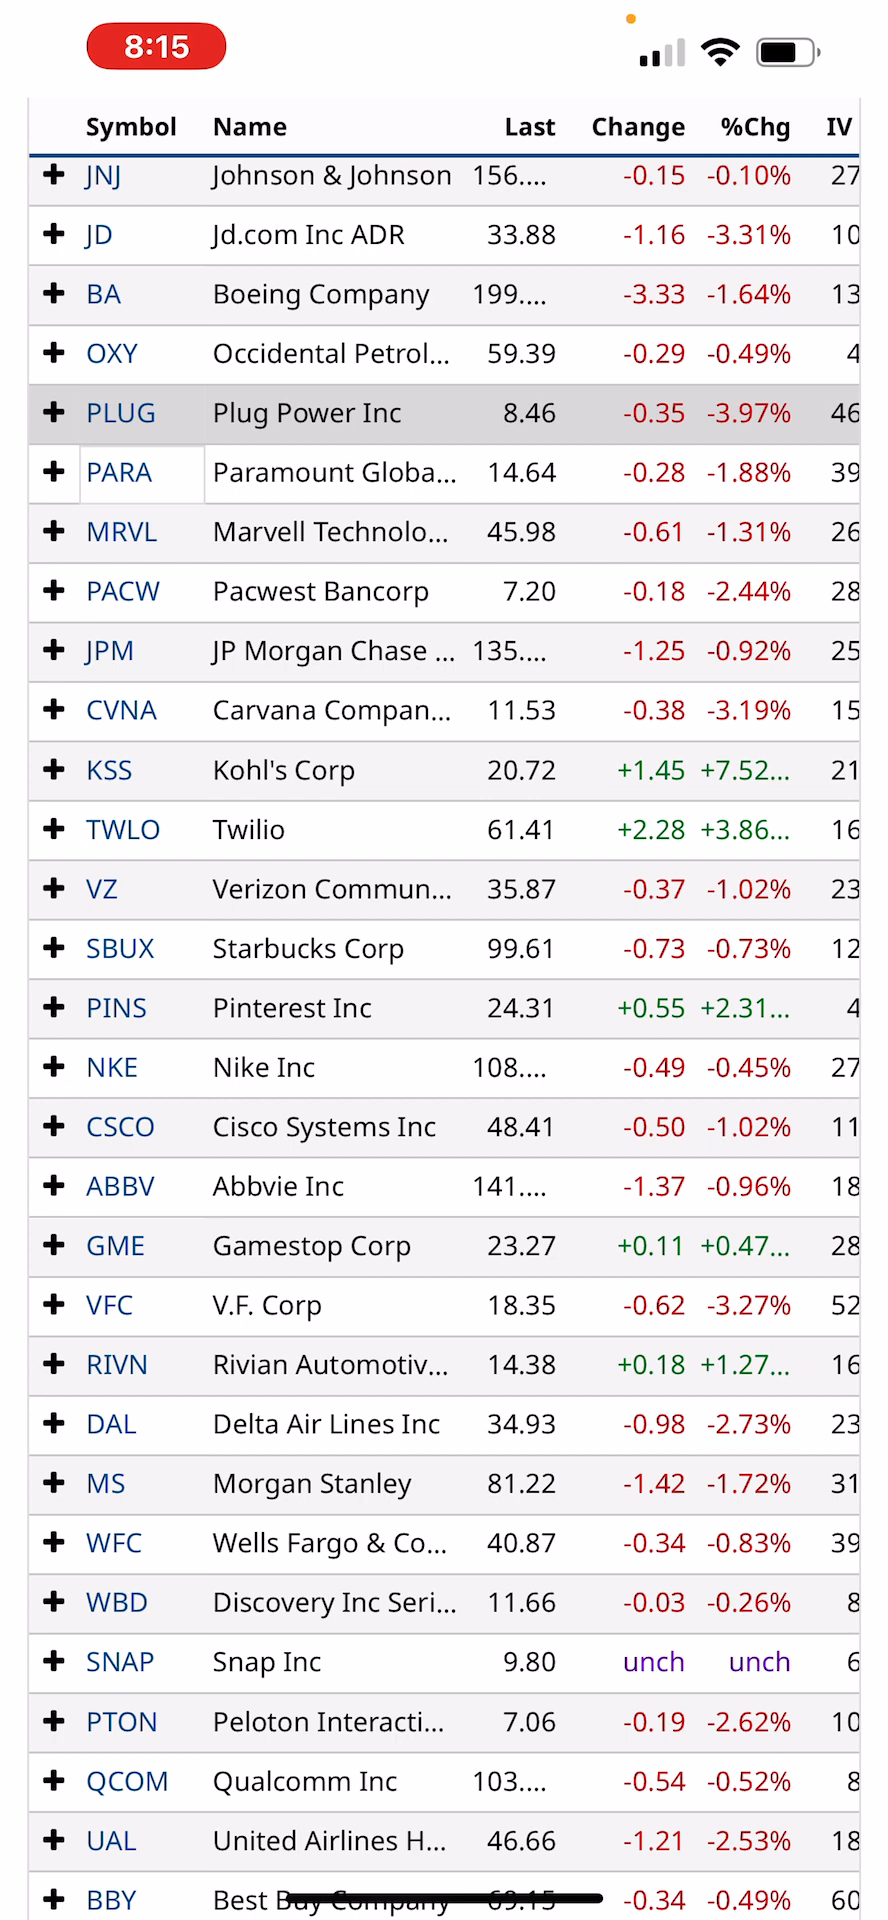 8:15
Symbol Name Last Change %Chg IV
JNJ Johnson & Johnson 156.... -0.15 -0.10% 27
JD Jd.com Inc ADR 33.88 -1.16 -3.31% 10
BA Boeing Company 199.... -3.33 -1.64% 13
OXY Occidental Petrol... 59.39 -0.29 -0.49% 4
PLUG Plug Power Inc 8.46 -0.35 -3.97% 46
PARA Paramount Globa... 14.64 -0.28 -1.88% 39
MRVL Marvell Technolo... 45.98 -0.61 -1.31% 26
PACW Pacwest Bancorp 7.20 -0.18 -2.44% 28
JPM JP Morgan Chase ... 135.... -1.25 -0.92% 25
CVNA Carvana Compan... 11.53 -0.38 -3.19% 15
KSS Kohl's Corp 20.72 +1.45 +7.52... 21
TWLO Twilio 61.41 +2.28 +3.86... 16
VZ Verizon Commun... 35.87 -0.37 -1.02% 23
SBUX Starbucks Corp 99.61 -0.73 -0.73% 12
PINS Pinterest Inc 24.31 +0.55 +2.31... 4
NKE Nike Inc 108.... -0.49 -0.45% 27
CSCO Cisco Systems Inc 48.41 -0.50 -1.02% 11
ABBV Abbvie Inc 141.... -1.37 -0.96% 18
GME Gamestop Corp 23.27 +0.11 +0.47... 28
VFC V.F. Corp 18.35 -0.62 -3.27% 52
RIVN Rivian Automotiv... 14.38 +0.18 +1.27... 16
DAL Delta Air Lines Inc 34.93 -0.98 -2.73% 23
MS Morgan Stanley 81.22 -1.42 -1.72% 31
WFC Wells Fargo & Co... 40.87 -0.34 -0.83% 39
WBD Discovery Inc Seri... 11.66 -0.03 -0.26% 8
SNAP Snap Inc 9.80 unch unch 6
PTON Peloton Interacti... 7.06 -0.19 -2.62% 10
QCOM Qualcomm Inc 103.... -0.54 -0.52% 8
UAL United Airlines H... 46.66 -1.21 -2.53% 18
BBY Best Buy Company 69.15 -0.34 -0.49% 60